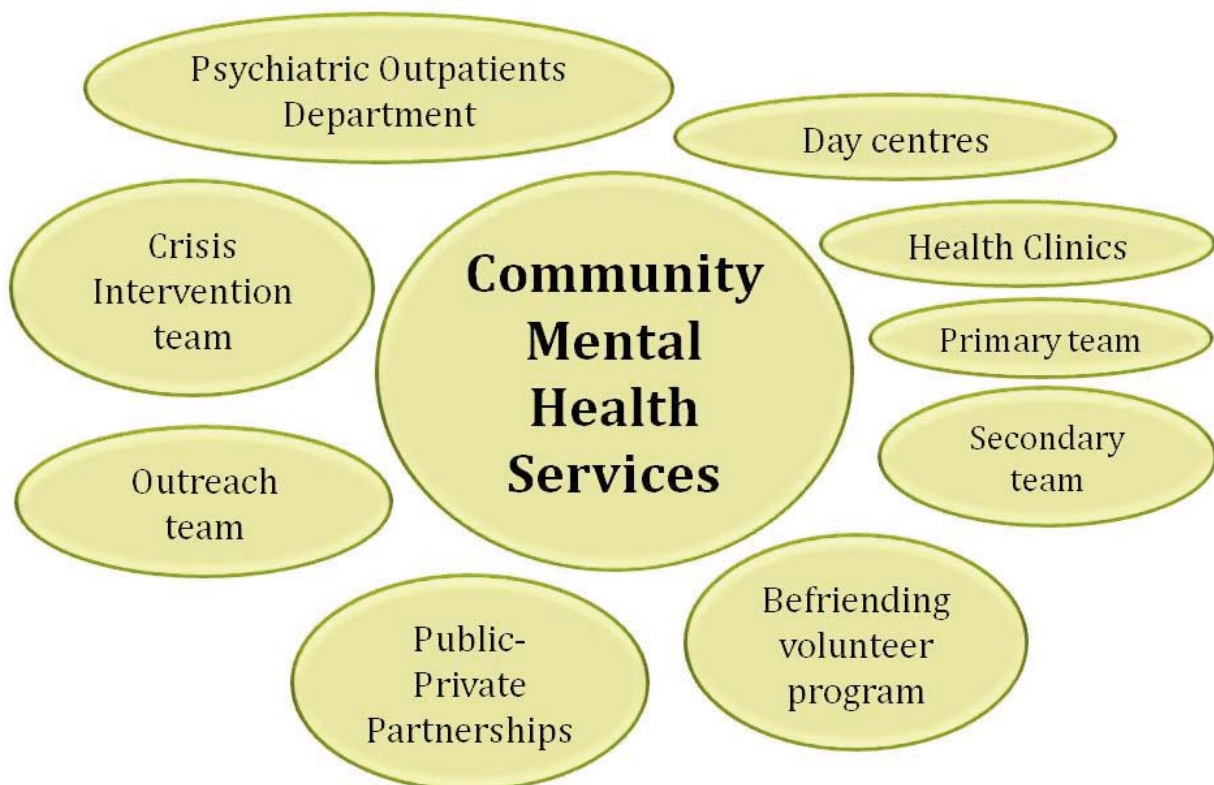 Psychiatric Outpatients
Department
Day centres
Crisis
Intervention
team
Community
Mental
Health
Services
Health Clinics
Primary team
Secondary
team
Outreach
team
Befriending
volunteer
program
Public-
Private
Partnerships